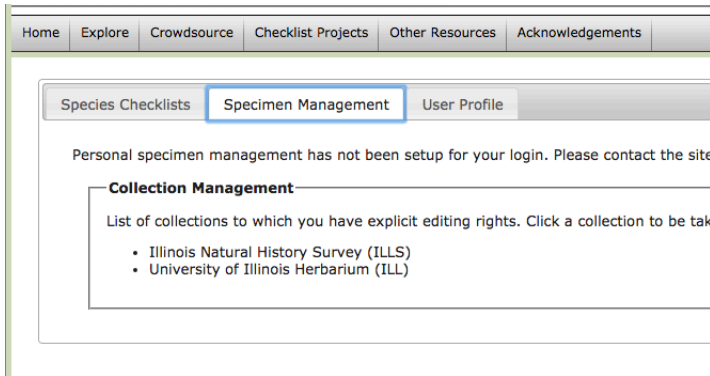 Home Explore Crowdsource Checklist Projects Other Resources Acknowledgements
Species Checklists Specimen Management User Profile
Personal specimen management has not been setup for your login. Please contact the site
Collection Management
List of collections to which you have explicit editing rights. Click a collection to be tak
• Illinois Natural History Survey (ILLS)
• University of Illinois Herbarium (ILL)